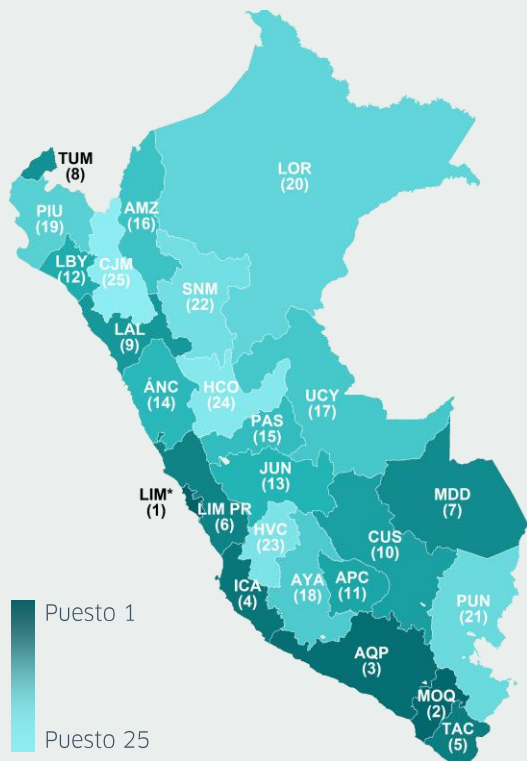 TUM
(8)
LOR
(20)
PIU
(19)
AMZ
(16)
LBY
(12)
CJM
(25)
SNM
(22)
LAL
(9)
ÁNC
(14)
HCO
(24)
UCY
(17)
PAS
(15)
JUN
(13)
LIM*
(1)
LIM PR
(6)
MDD
(7)
HVC
(23)
CUS
(10)
ICA
(4)
AYA
(18)
APC
(11)
PUN
(21)
AQP
(3)
MOQ
(2)
TAC
(5)
Puesto 1
Puesto 25